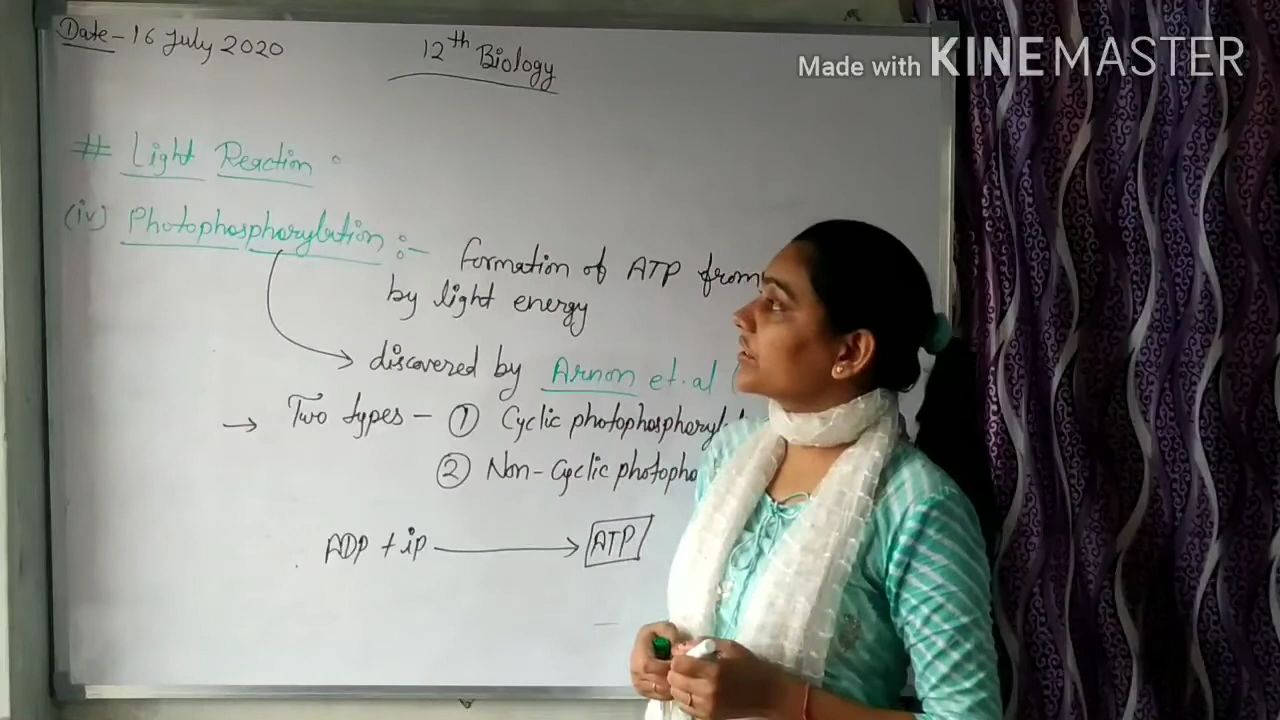 Date - 16 July 2020
12th Biology
Made with KINEMASTER
# Light Reaction :
(iv) Photophosphorylation :- Formation of ATP from
by light energy
discovered by Arnon et.al
→ Two types - ① Cyclic photophosphoryl
② Non-Cyclic photopho
ADP + iP ⟶ ATP